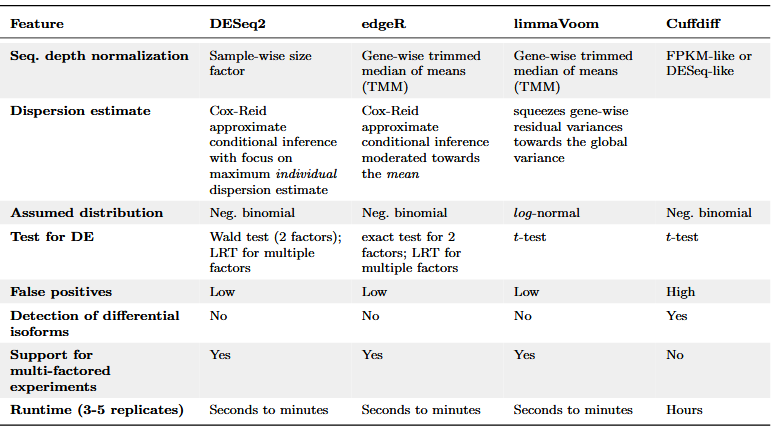 Feature DESeq2 edgeR limmaVoom Cuffdiff
Seq. depth normalization Sample-wise size Gene-wise trimmed Gene-wise trimmed FPKM-like or
factor median of means median of means DESeq-like
(TMM) (TMM)
Dispersion estimate Cox-Reid Cox-Reid squeezes gene-wise
approximate approximate residual variances
conditional inference conditional inference towards the global
with focus on moderated towards variance
maximum individual the mean
dispersion estimate
Assumed distribution Neg. binomial Neg. binomial log-normal Neg. binomial
Test for DE Wald test (2 factors); exact test for 2 t-test t-test
LRT for multiple factors; LRT for
factors multiple factors
False positives Low Low Low High
Detection of differential No No No Yes
isoforms
Support for Yes Yes Yes No
multi-factored
experiments
Runtime (3-5 replicates) Seconds to minutes Seconds to minutes Seconds to minutes Hours